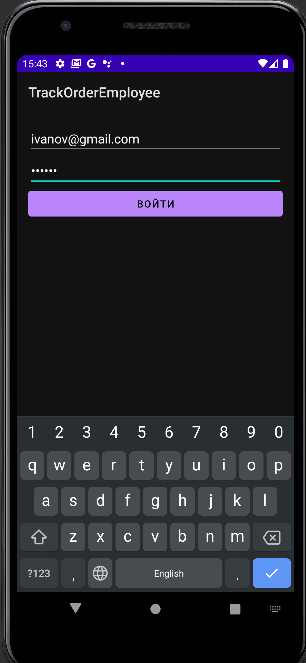 15:43
TrackOrderEmployee
ivanov@gmail.com
••••••
ВОЙТИ
1 2 3 4 5 6 7 8 9 0
q w e r t y u i o p
a s d f g h j k l
z x c v b n m
?123 , English .